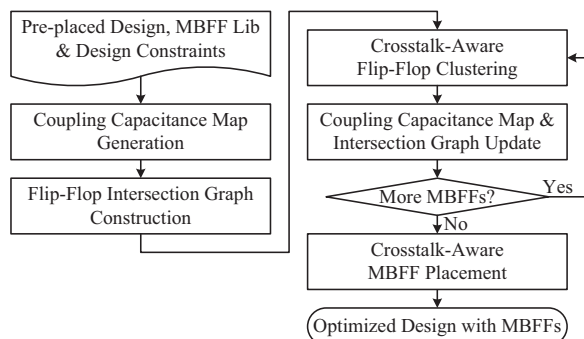 Pre-placed Design, MBFF Lib
& Design Constraints
Coupling Capacitance Map
Generation
Flip-Flop Intersection Graph
Construction
Crosstalk-Aware
Flip-Flop Clustering
Coupling Capacitance Map &
Intersection Graph Update
More MBFFs?
Yes
No
Crosstalk-Aware
MBFF Placement
Optimized Design with MBFFs